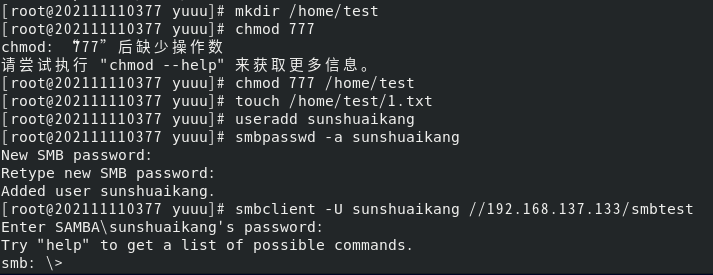 [root@202111110377 yuuu]# mkdir /home/test
[root@202111110377 yuuu]# chmod 777
chmod: “777” 后缺少操作数
请尝试执行 "chmod --help" 来获取更多信息。
[root@202111110377 yuuu]# chmod 777 /home/test
[root@202111110377 yuuu]# touch /home/test/1.txt
[root@202111110377 yuuu]# useradd sunshuaikang
[root@202111110377 yuuu]# smbpasswd -a sunshuaikang
New SMB password:
Retype new SMB password:
Added user sunshuaikang.
[root@202111110377 yuuu]# smbclient -U sunshuaikang //192.168.137.133/smbtest
Enter SAMBA\sunshuaikang's password:
Try "help" to get a list of possible commands.
smb: \>